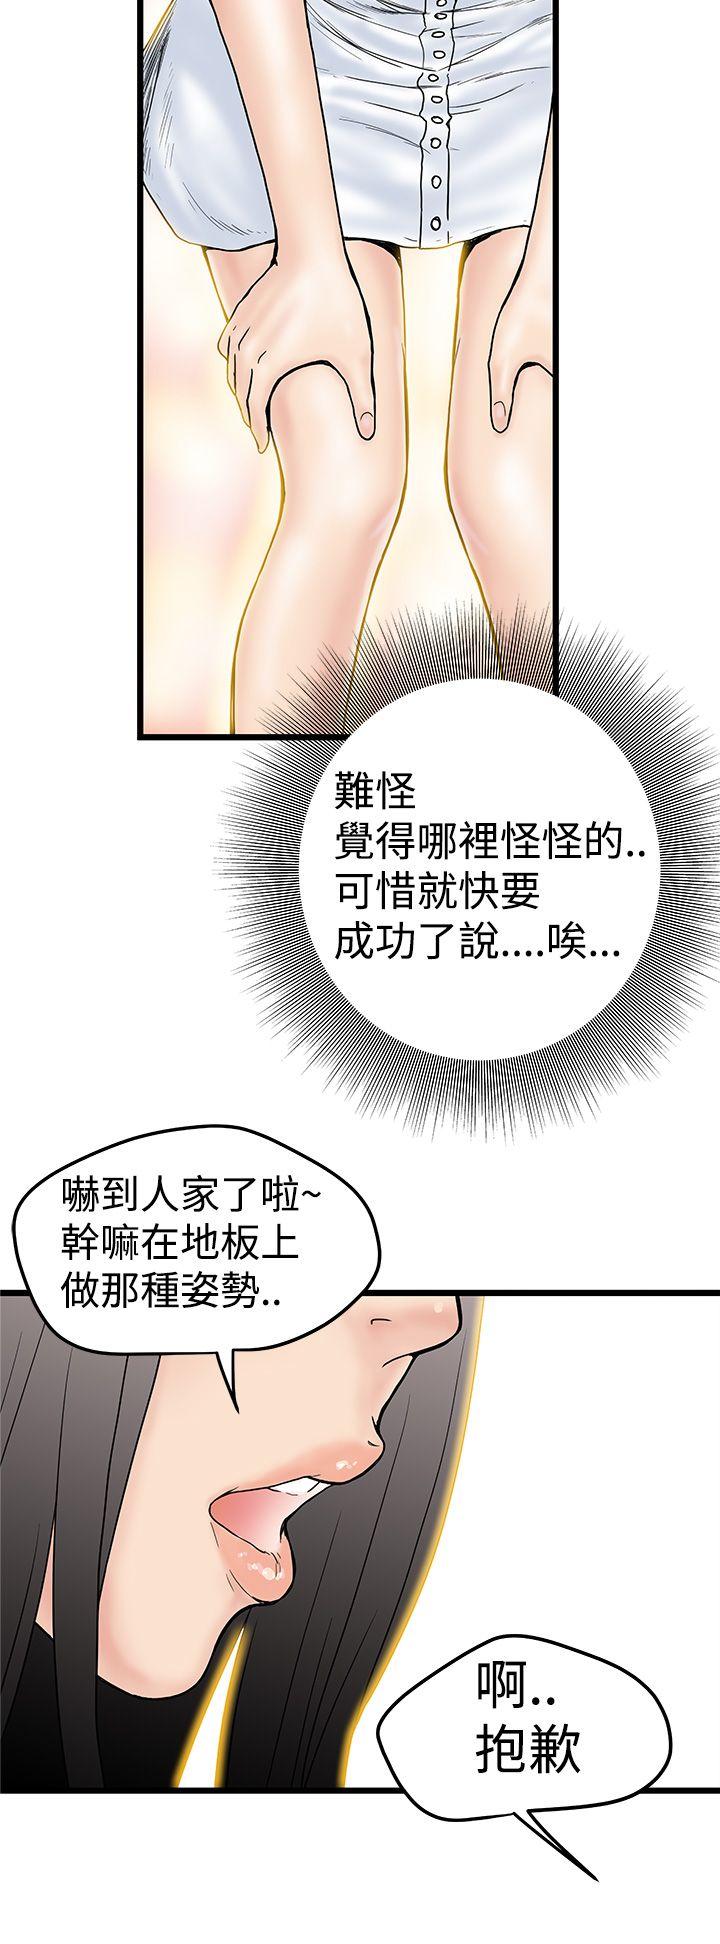 難怪
覺得哪裡怪怪的..
可惜就快要
成功了說....唉...
嚇到人家了啦~
幹嘛在地板上
做那種姿勢..
啊..
抱歉